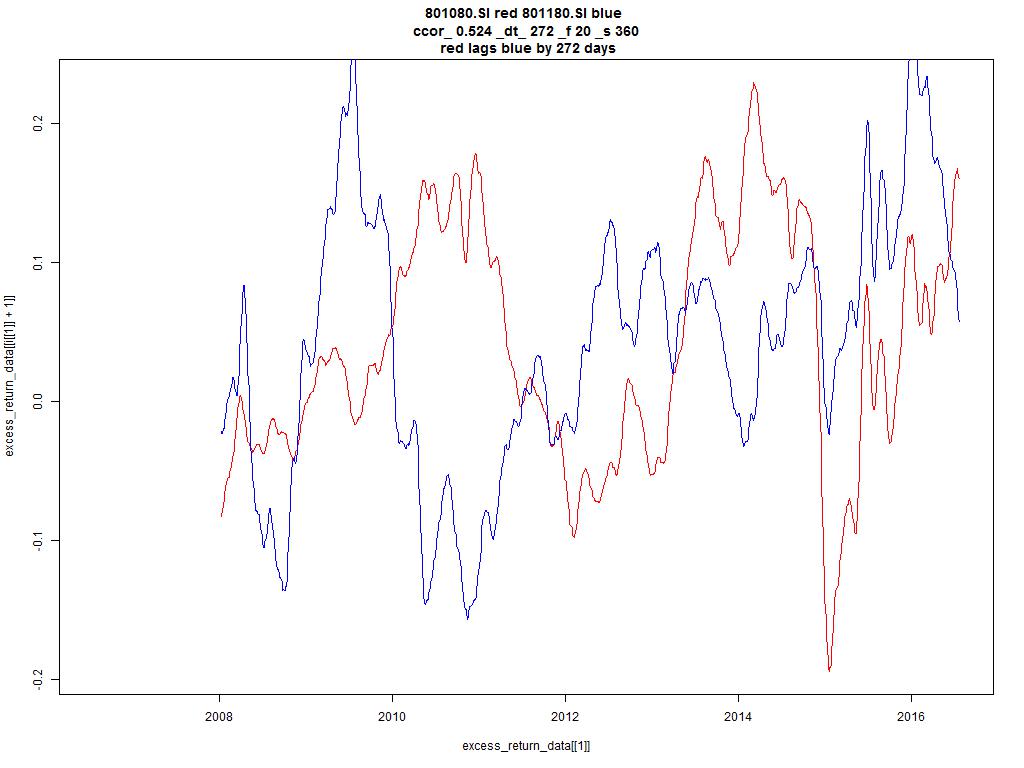 801080.SI red 801180.SI blue
ccor_ 0.524 _dt_ 272 _f 20 _s 360
red lags blue by 272 days
excess_return_data[[i[[1]] + 1]]
0.2
0.1
0.0
-0.1
-0.2
2008 2010 2012 2014 2016
excess_return_data[[1]]